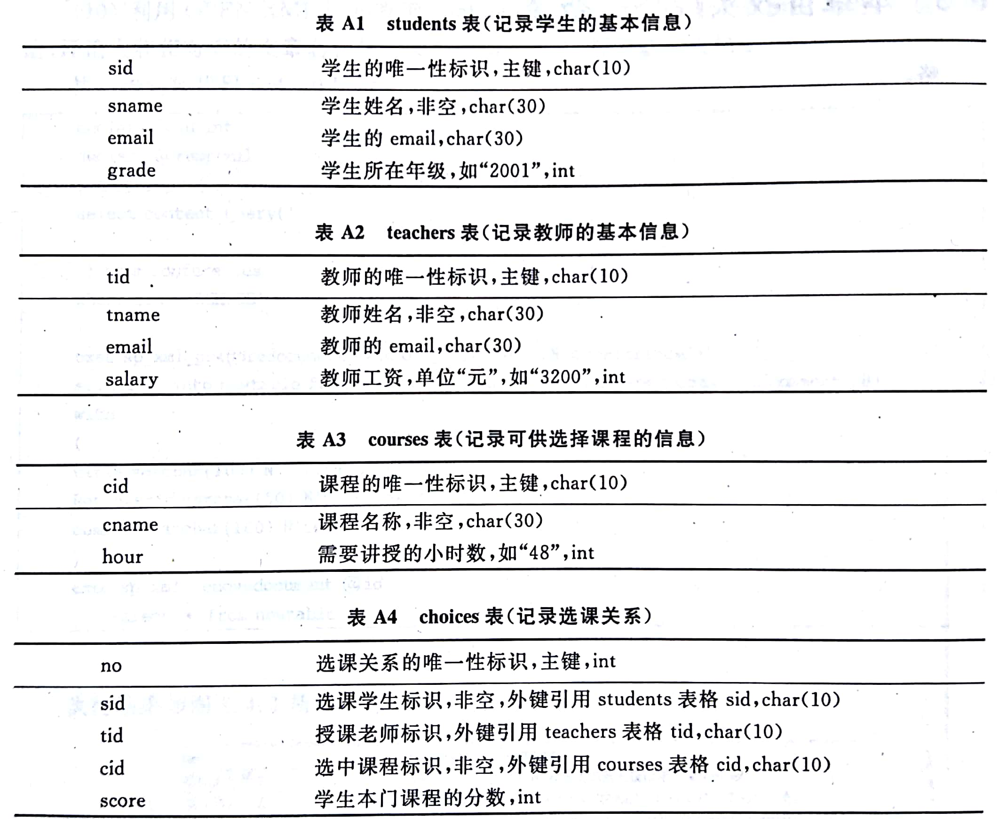 表 A1 students 表(记录学生的基本信息)
sid 学生的唯一性标识,主键,char(10)
sname 学生姓名,非空,char(30)
email 学生的 email,char(30)
grade 学生所在年级,如“2001”,int
表 A2 teachers 表(记录教师的基本信息)
tid 教师的唯一性标识,主键,char(10)
tname 教师姓名,非空,char(30)
email 教师的 email,char(30)
salary 教师工资,单位“元”,如“3200”,int
表 A3 courses 表(记录可供选择课程的信息)
cid 课程的唯一性标识,主键,char(10)
cname 课程名称,非空,char(30)
hour 需要讲授的小时数,如“48”,int
表 A4 choices 表(记录选课关系)
no 选课关系的唯一性标识,主键,int
sid 选课学生标识,非空,外键引用 students 表格 sid,char(10)
tid 授课老师标识,外键引用 teachers 表格 tid,char(10)
cid 选中课程标识,非空,外键引用 courses 表格 cid,char(10)
score 学生本门课程的分数,int